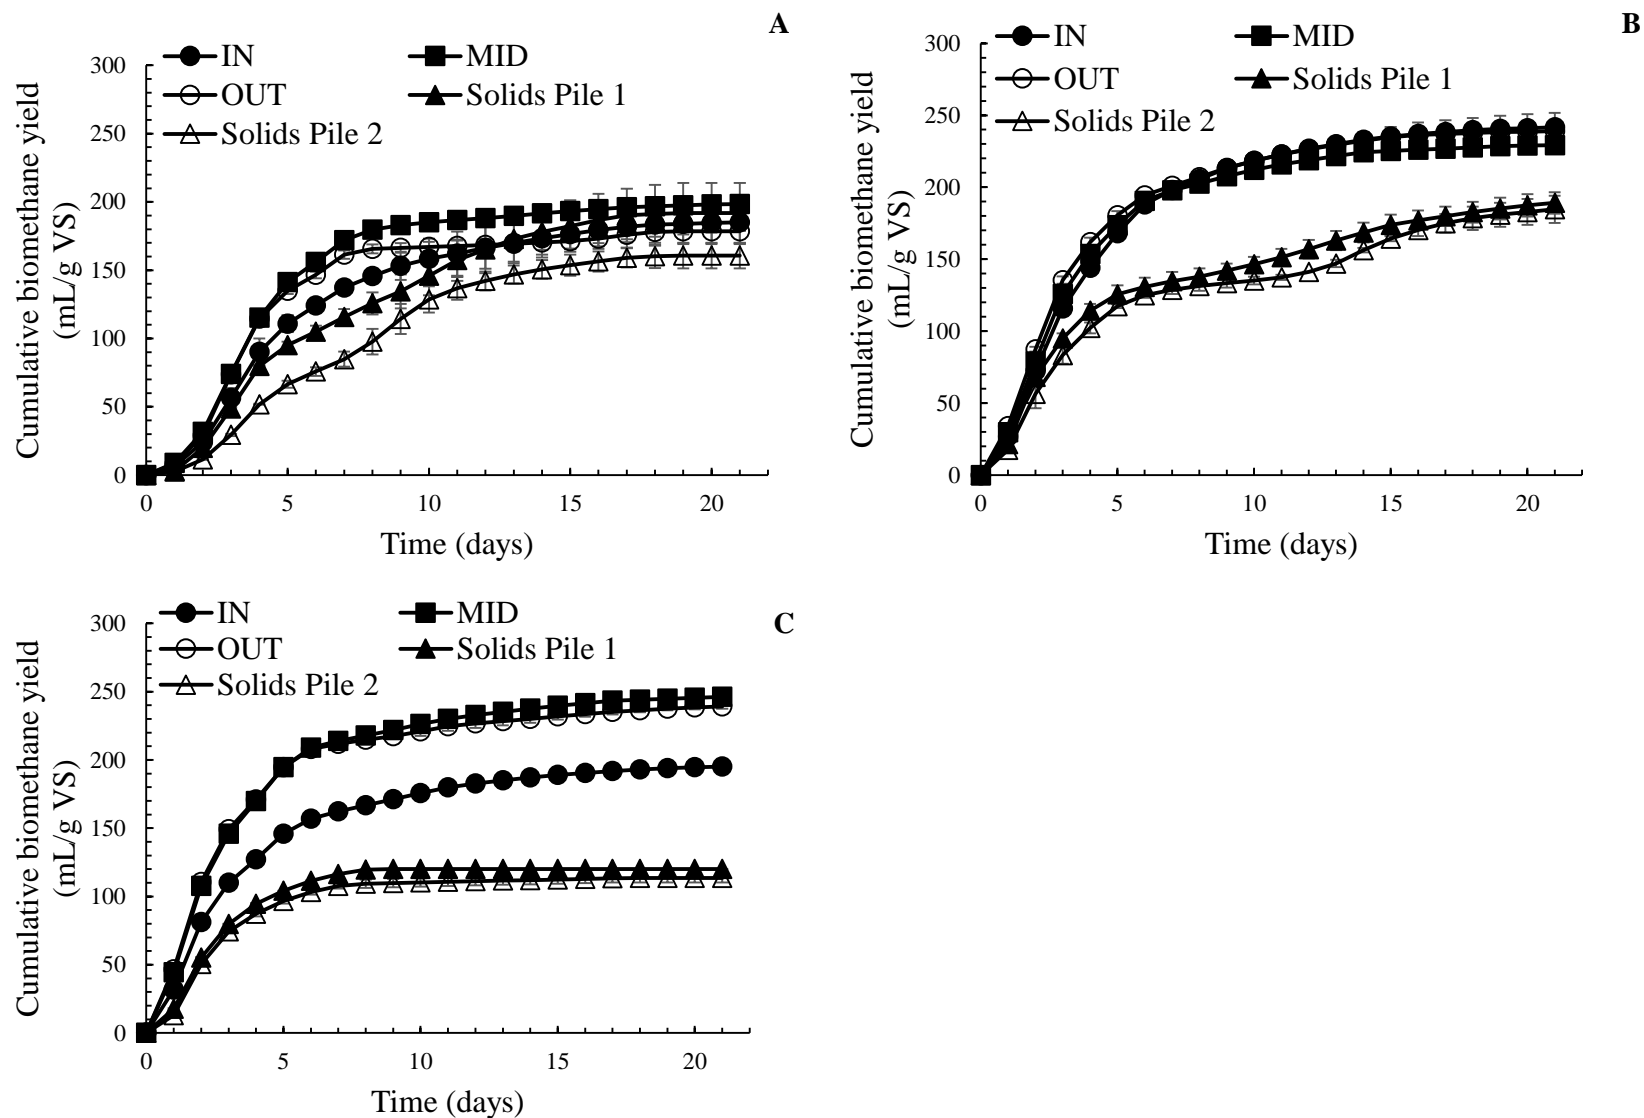 A
IN
MID
OUT
Solids Pile 1
Solids Pile 2
Cumulative biomethane yield
(mL/g VS)
300
250
200
150
100
50
0
0 5 10 15 20
Time (days)
B
IN
MID
OUT
Solids Pile 1
Solids Pile 2
Cumulative biomethane yield
(mL/g VS)
300
250
200
150
100
50
0
0 5 10 15 20
Time (days)
C
IN
MID
OUT
Solids Pile 1
Solids Pile 2
Cumulative biomethane yield
(mL/g VS)
300
250
200
150
100
50
0
0 5 10 15 20
Time (days)